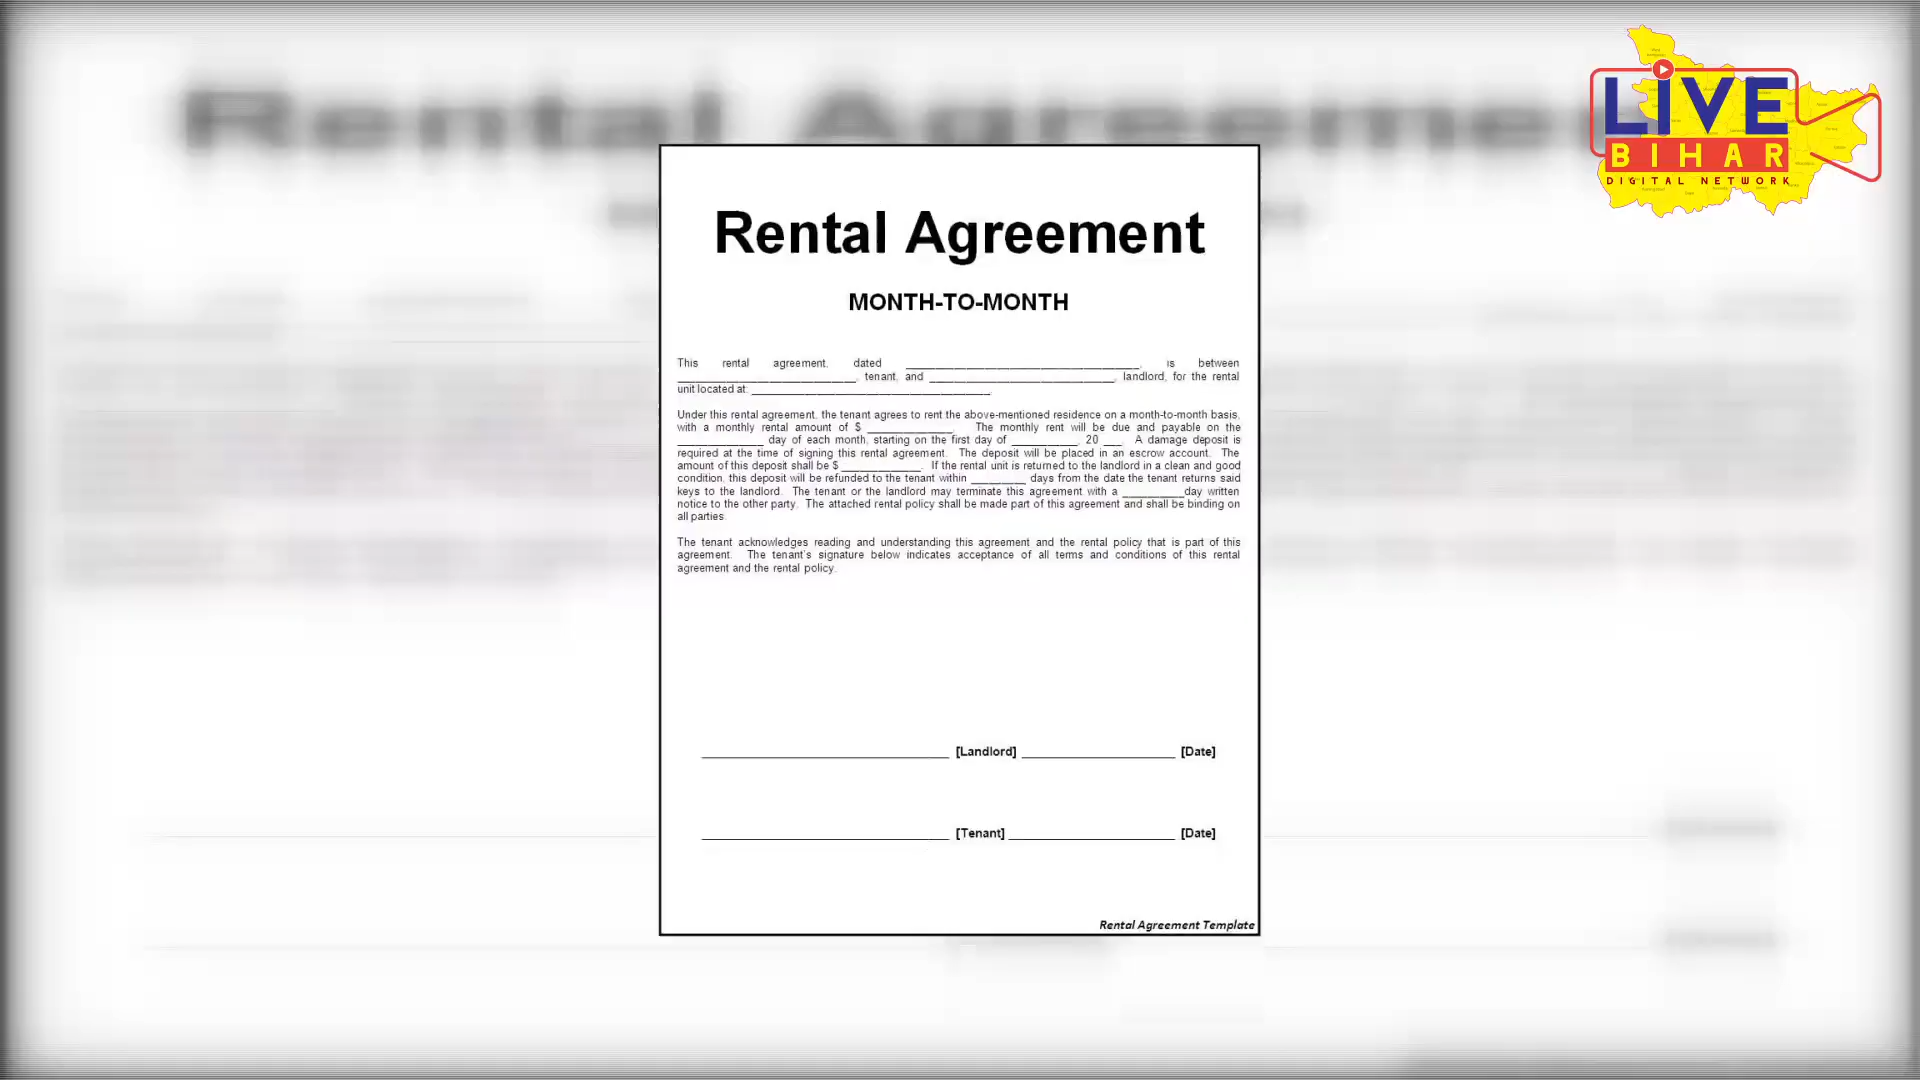 LIVE
BIHAR
DIGITAL NETWORK
Rental Agreement
MONTH-TO-MONTH
This rental agreement, dated ______________________________________, is between
_____________________________, tenant, and ______________________________, landlord, for the rental
unit located at: _______________________________________.
Under this rental agreement, the tenant agrees to rent the above-mentioned residence on a month-to-month basis,
with a monthly rental amount of $ ______________. The monthly rent will be due and payable on the
______________ day of each month, starting on the first day of ___________, 20 ___. A damage deposit is
required at the time of signing this rental agreement. The deposit will be placed in an escrow account. The
amount of this deposit shall be $ _____________. If the rental unit is returned to the landlord in a clean and good
condition, this deposit will be refunded to the tenant within _________ days from the date the tenant returns said
keys to the landlord. The tenant or the landlord may terminate this agreement with a __________day written
notice to the other party. The attached rental policy shall be made part of this agreement and shall be binding on
all parties.
The tenant acknowledges reading and understanding this agreement and the rental policy that is part of this
agreement. The tenant's signature below indicates acceptance of all terms and conditions of this rental
agreement and the rental policy.
_____________________________________ [Landlord] _______________________ [Date]
_____________________________________ [Tenant] _________________________ [Date]
Rental Agreement Template